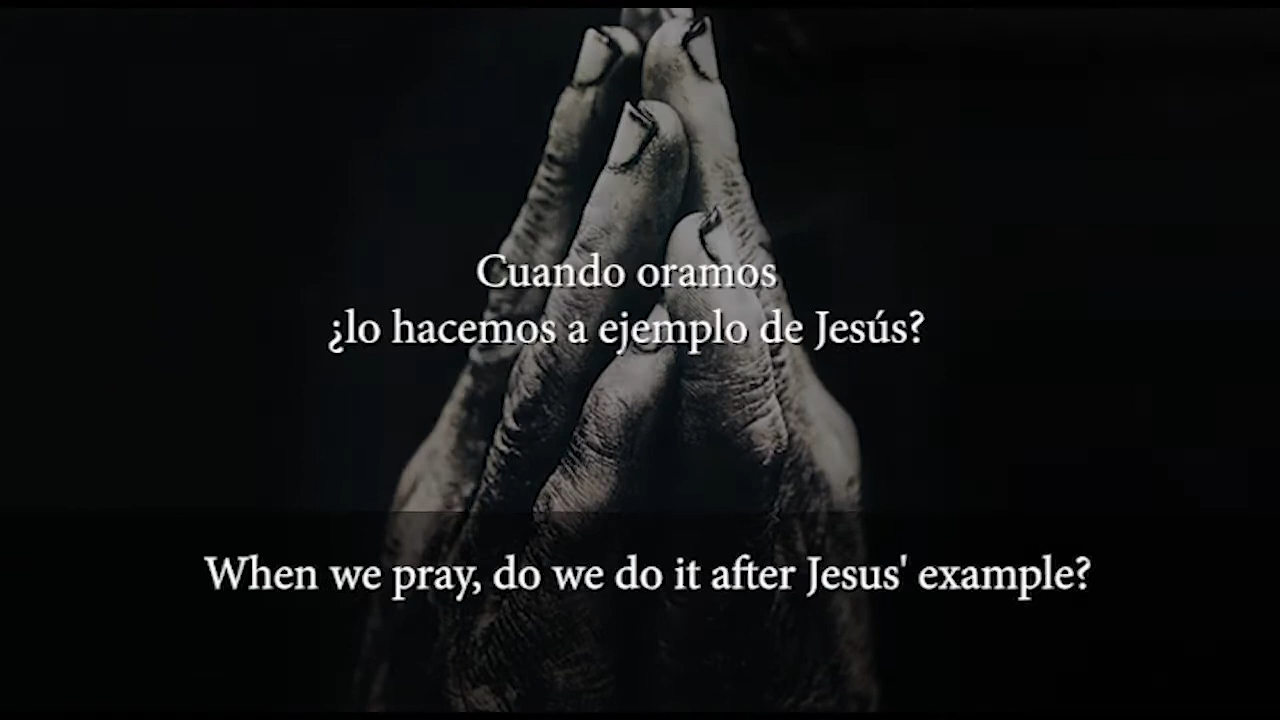 Cuando oramos
¿lo hacemos a ejemplo de Jesús?
When we pray, do we do it after Jesus' example?